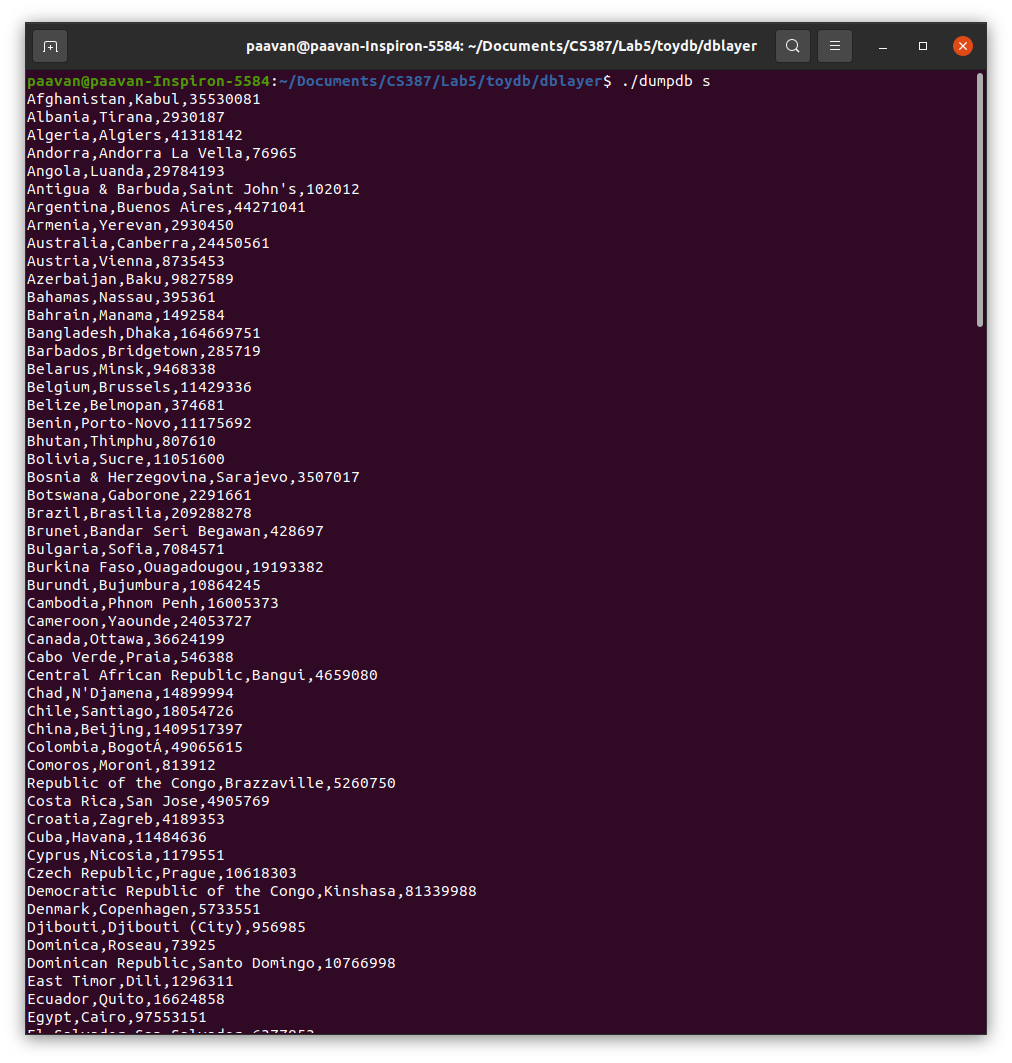 paavan@paavan-Inspiron-5584: ~/Documents/CS387/Lab5/toydb/dblayer
paavan@paavan-Inspiron-5584:~/Documents/CS387/Lab5/toydb/dblayer$ ./dumpdb s
Afghanistan,Kabul,35530081
Albania,Tirana,2930187
Algeria,Algiers,41318142
Andorra,Andorra La Vella,76965
Angola,Luanda,29784193
Antigua & Barbuda,Saint John's,102012
Argentina,Buenos Aires,44271041
Armenia,Yerevan,2930450
Australia,Canberra,24450561
Austria,Vienna,8735453
Azerbaijan,Baku,9827589
Bahamas,Nassau,395361
Bahrain,Manama,1492584
Bangladesh,Dhaka,164669751
Barbados,Bridgetown,285719
Belarus,Minsk,9468338
Belgium,Brussels,11429336
Belize,Belmopan,374681
Benin,Porto-Novo,11175692
Bhutan,Thimphu,807610
Bolivia,Sucre,11051600
Bosnia & Herzegovina,Sarajevo,3507017
Botswana,Gaborone,2291661
Brazil,Brasilia,209288278
Brunei,Bandar Seri Begawan,428697
Bulgaria,Sofia,7084571
Burkina Faso,Ouagadougou,19193382
Burundi,Bujumbura,10864245
Cambodia,Phnom Penh,16005373
Cameroon,Yaounde,24053727
Canada,Ottawa,36624199
Cabo Verde,Praia,546388
Central African Republic,Bangui,4659080
Chad,N'Djamena,14899994
Chile,Santiago,18054726
China,Beijing,1409517397
Colombia,BogotÁ,49065615
Comoros,Moroni,813912
Republic of the Congo,Brazzaville,5260750
Costa Rica,San Jose,4905769
Croatia,Zagreb,4189353
Cuba,Havana,11484636
Cyprus,Nicosia,1179551
Czech Republic,Prague,10618303
Democratic Republic of the Congo,Kinshasa,81339988
Denmark,Copenhagen,5733551
Djibouti,Djibouti (City),956985
Dominica,Roseau,73925
Dominican Republic,Santo Domingo,10766998
East Timor,Dili,1296311
Ecuador,Quito,16624858
Egypt,Cairo,97553151
El Salvador,San Salvador,